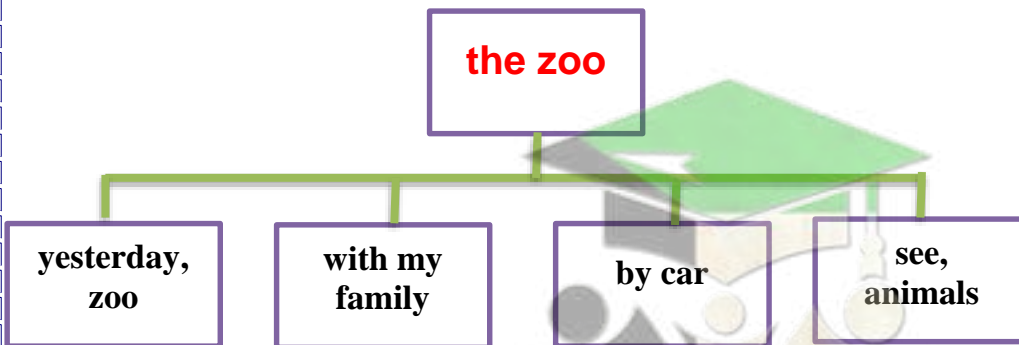 the zoo
yesterday,
zoo
with my
family
by car
see,
animals